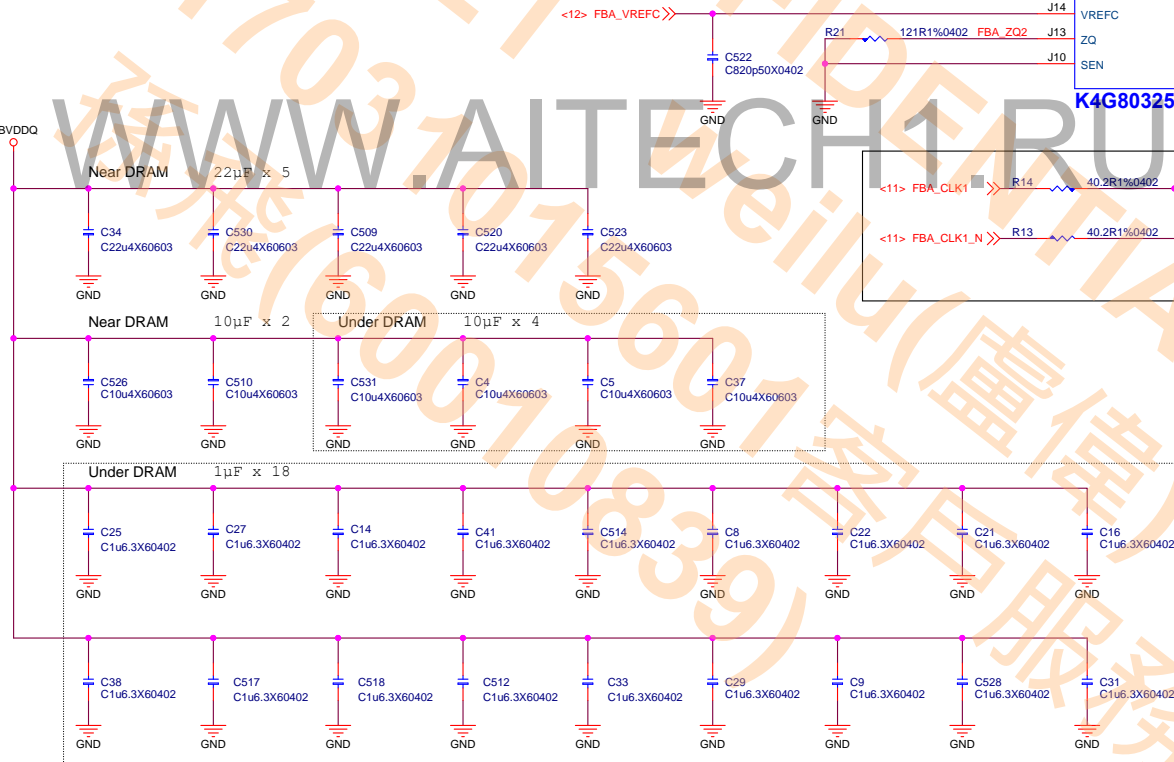 <12> FBA_VREFC
J14
VREFC
R21
121R1%0402
FBA_ZQ2
J13
ZQ
J10
SEN
C522
C820p50X0402
GND
GND
K4G80325
WWW.AITECH1.RU
BVDDQ
Near DRAM 22µF x 5
<11> FBA_CLK1
R14
40.2R1%0402
<11> FBA_CLK1_N
R13
40.2R1%0402
C34
C22u4X60603
C530
C22u4X60603
C509
C22u4X60603
C520
C22u4X60603
C523
C22u4X60603
GND GND GND GND GND
Near DRAM 10µF x 2
Under DRAM 10µF x 4
C526
C10u4X60603
C510
C10u4X60603
C531
C10u4X60603
C4
C10u4X60603
C5
C10u4X60603
C37
C10u4X60603
GND GND GND GND GND GND
Under DRAM 1µF x 18
C25
C1u6.3X60402
C27
C1u6.3X60402
C14
C1u6.3X60402
C41
C1u6.3X60402
C514
C1u6.3X60402
C8
C1u6.3X60402
C22
C1u6.3X60402
C21
C1u6.3X60402
C16
C1u6.3X60402
GND GND GND GND GND GND GND GND GND
C38
C1u6.3X60402
C517
C1u6.3X60402
C518
C1u6.3X60402
C512
C1u6.3X60402
C33
C1u6.3X60402
C29
C1u6.3X60402
C9
C1u6.3X60402
C528
C1u6.3X60402
C31
C1u6.3X60402
GND GND GND GND GND GND GND GND GND
(60010839)
weilu(盧偉)
客戶服務